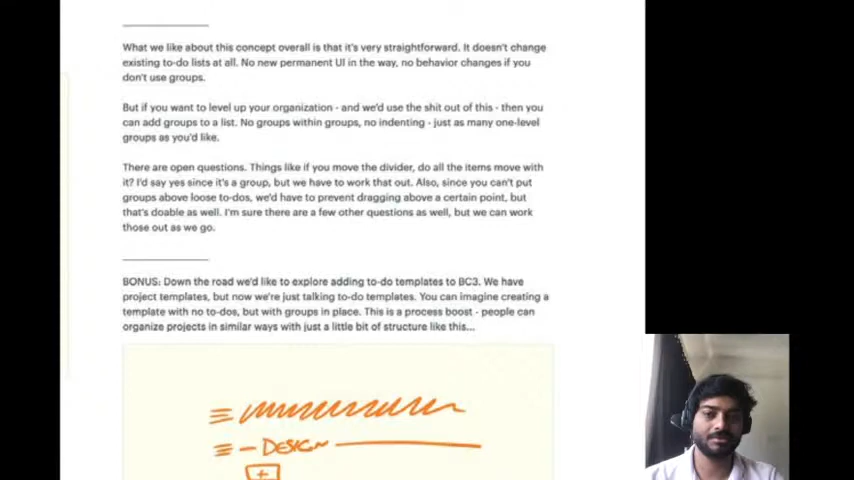 What we like about this concept overall is that it's very straightforward. It doesn't change
existing to-do lists at all. No new permanent UI in the way, no behavior changes if you
don't use groups.
But if you want to level up your organization - and we'd use the shit out of this - then you
can add groups to a list. No groups within groups, no indenting - just as many one-level
groups as you'd like.
There are open questions. Things like if you move the divider, do all the items move with
it? I'd say yes since it's a group, but we have to work that out. Also, since you can't put
groups above loose to-dos, we'd have to prevent dragging above a certain point, but
that's doable as well. I'm sure there are a few other questions as well, but we can work
those out as we go.
BONUS: Down the road we'd like to explore adding to-do templates to BC3. We have
project templates, but now we're just talking to-do templates. You can imagine creating a
template with no to-dos, but with groups in place. This is a process boost - people can
organize projects in similar ways with just a little bit of structure like this...
DESIGN
+